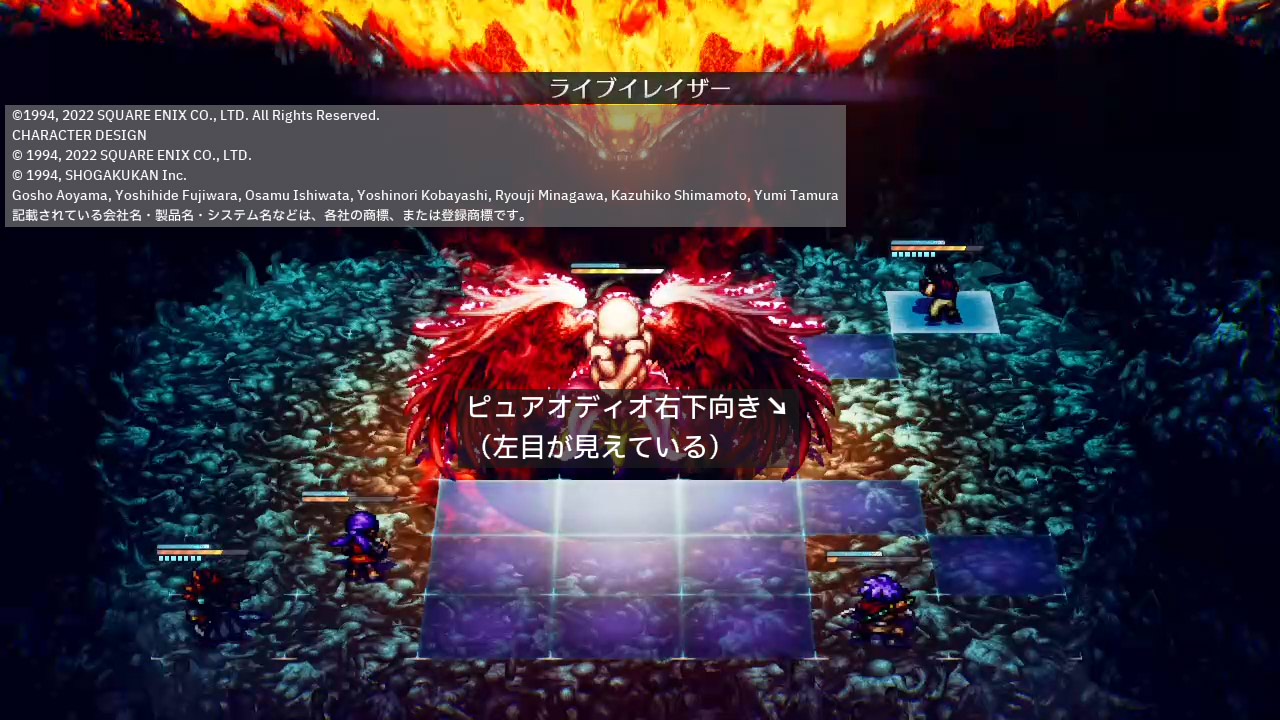 ライブイレイザー
©1994, 2022 SQUARE ENIX CO., LTD. All Rights Reserved.
CHARACTER DESIGN
© 1994, 2022 SQUARE ENIX CO., LTD.
© 1994, SHOGAKUKAN Inc.
Gosho Aoyama, Yoshihide Fujiwara, Osamu Ishiwata, Yoshinori Kobayashi, Ryouji Minagawa, Kazuhiko Shimamoto, Yumi Tamura
記載されている会社名・製品名・システム名などは、各社の商標、または登録商標です。
ピュアオディオ右下向き↘
（左目が見えている）